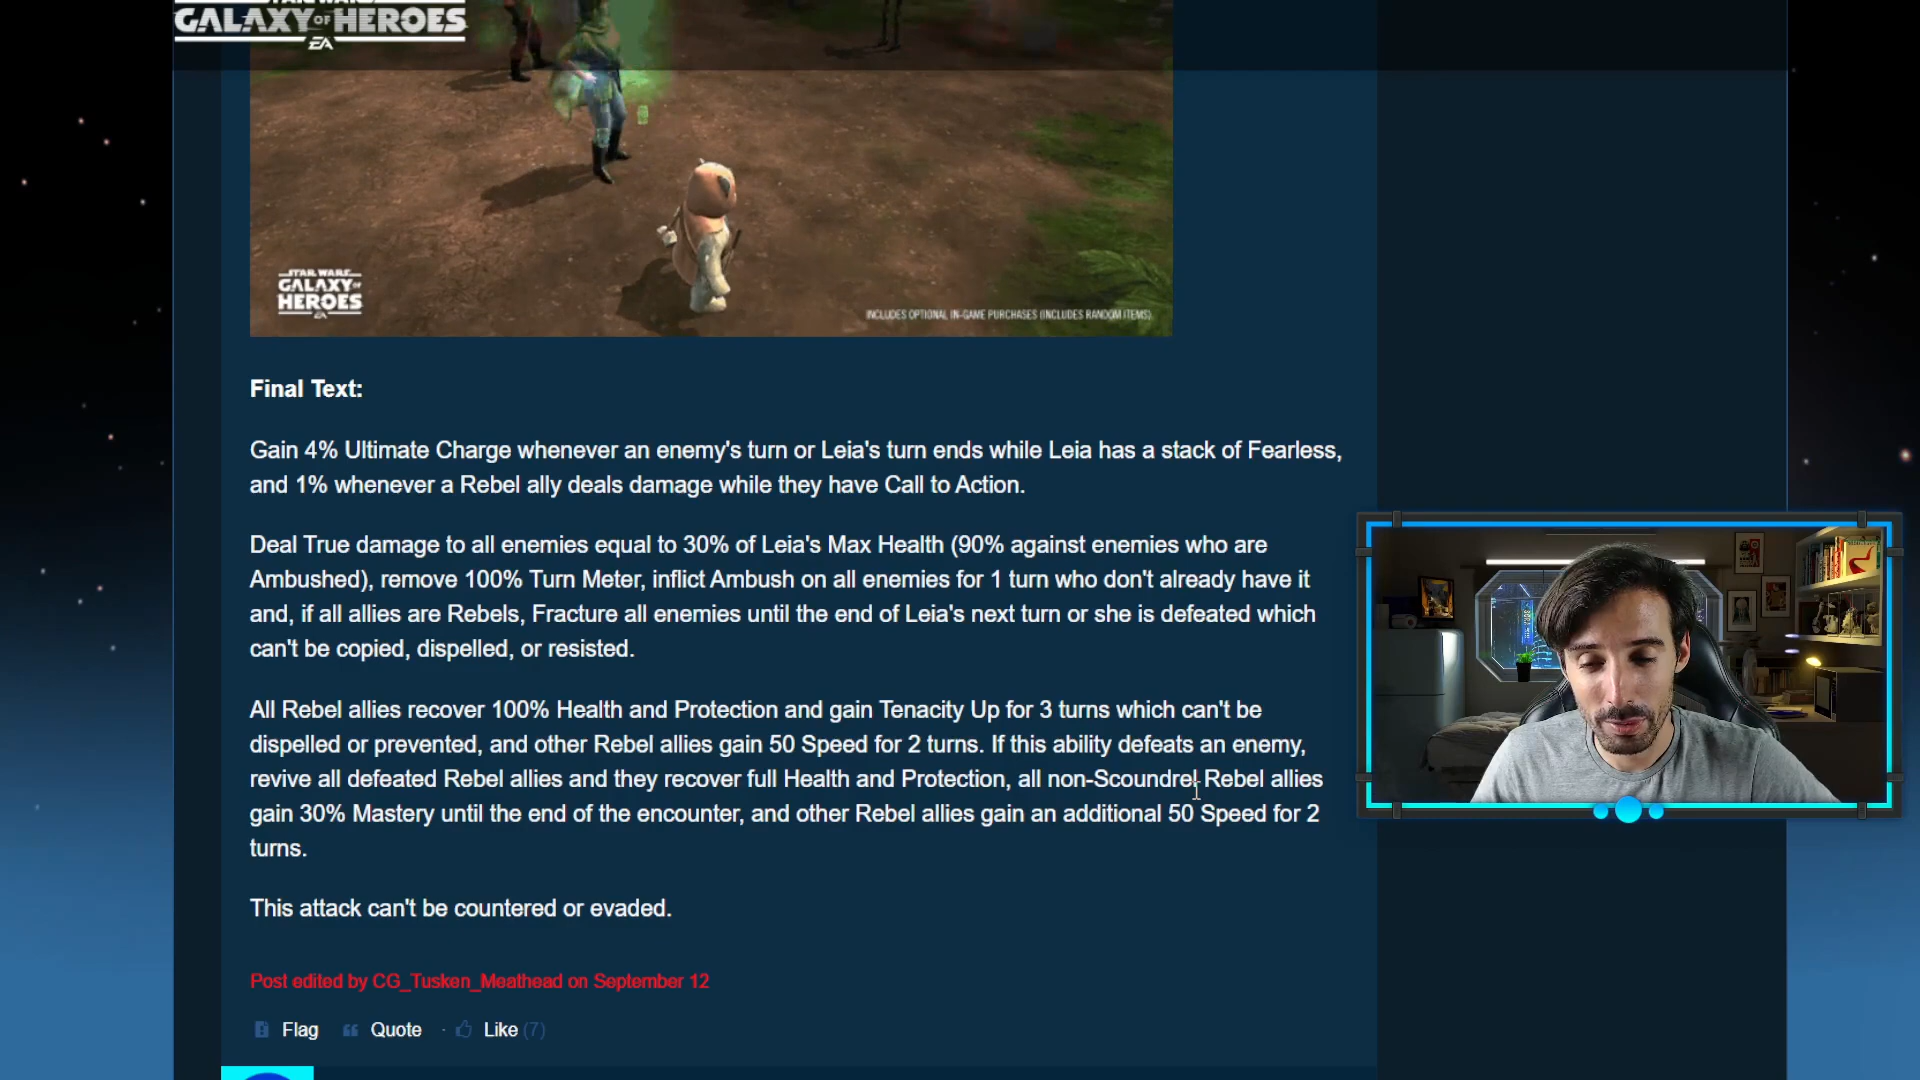 STAR WARS
GALAXY OF HEROES
EA
STAR WARS
GALAXY OF
HEROES
EA
INCLUDES OPTIONAL IN-GAME PURCHASES (INCLUDES RANDOM ITEMS).
Final Text:
Gain 4% Ultimate Charge whenever an enemy's turn or Leia's turn ends while Leia has a stack of Fearless,
and 1% whenever a Rebel ally deals damage while they have Call to Action.
Deal True damage to all enemies equal to 30% of Leia's Max Health (90% against enemies who are
Ambushed), remove 100% Turn Meter, inflict Ambush on all enemies for 1 turn who don't already have it
and, if all allies are Rebels, Fracture all enemies until the end of Leia's next turn or she is defeated which
can't be copied, dispelled, or resisted.
All Rebel allies recover 100% Health and Protection and gain Tenacity Up for 3 turns which can't be
dispelled or prevented, and other Rebel allies gain 50 Speed for 2 turns. If this ability defeats an enemy,
revive all defeated Rebel allies and they recover full Health and Protection, all non-Scoundrel Rebel allies
gain 30% Mastery until the end of the encounter, and other Rebel allies gain an additional 50 Speed for 2
turns.
This attack can't be countered or evaded.
Post edited by CG_Tusken_Meathead on September 12
Flag Quote · Like (7)